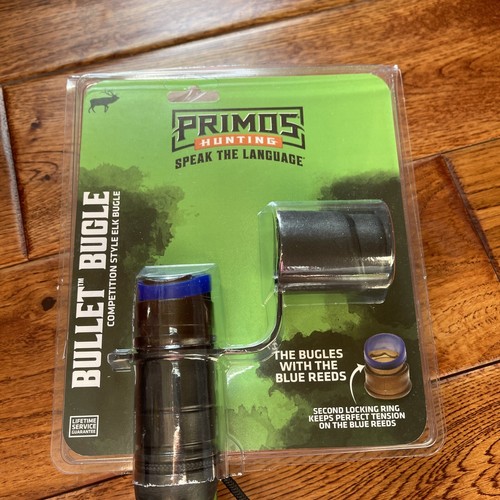 PRIMOS
HUNTING
SPEAK THE LANGUAGE
BULLET™ BUGLE
COMPETITION STYLE ELK BUGLE
THE BUGLES
WITH THE
BLUE REEDS
SECOND LOCKING RING
KEEPS PERFECT TENSION
ON THE BLUE REEDS
LIFETIME
SERVICE
GUARANTEE